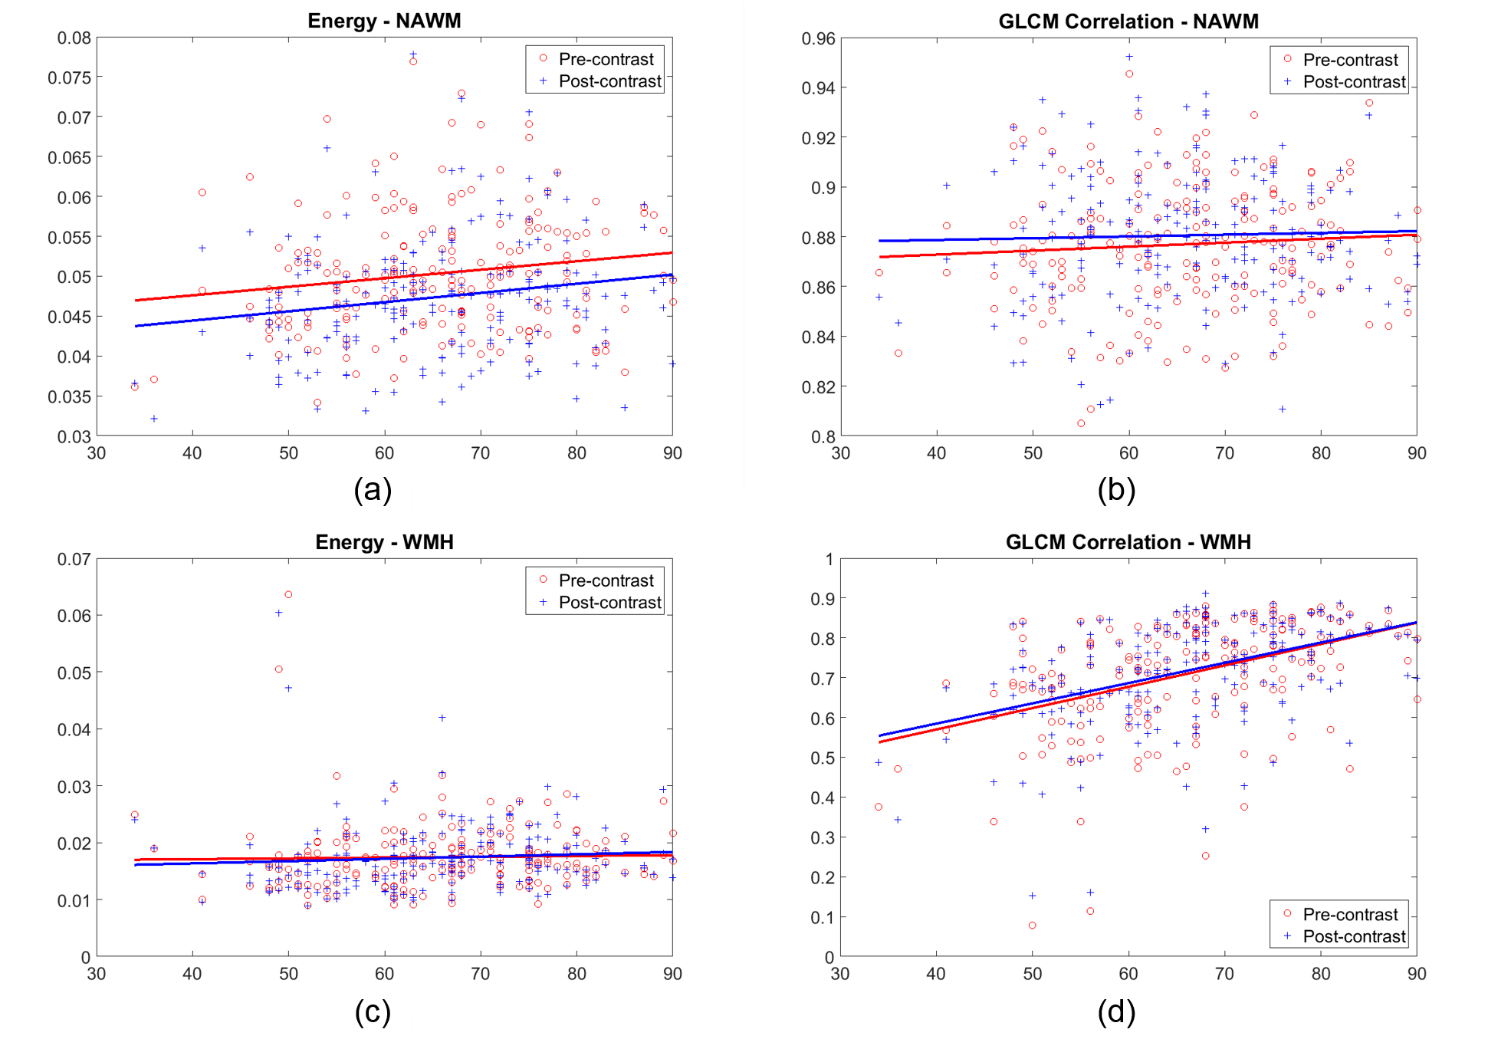 Energy - NAWM
0.08
0.075
0.07
0.065
0.06
0.055
0.05
0.045
0.04
0.035
0.03
30 40 50 60 70 80 90
Pre-contrast
Post-contrast
(a)
GLCM Correlation - NAWM
0.96
0.94
0.92
0.9
0.88
0.86
0.84
0.82
0.8
30 40 50 60 70 80 90
Pre-contrast
Post-contrast
(b)
Energy - WMH
0.07
0.06
0.05
0.04
0.03
0.02
0.01
0
30 40 50 60 70 80 90
Pre-contrast
Post-contrast
(c)
GLCM Correlation - WMH
1
0.9
0.8
0.7
0.6
0.5
0.4
0.3
0.2
0.1
0
30 40 50 60 70 80 90
Pre-contrast
Post-contrast
(d)